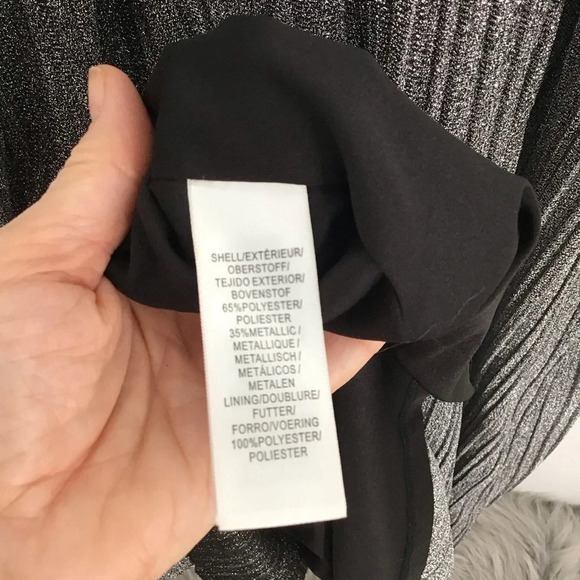 SHELL/EXTÉRIEUR/
OBERSTOFF/
TEJIDO EXTERIOR/
BOVENSTOF
65%POLYESTER/
POLIESTER
35%METALLIC/
METALLIQUE/
METALLISCH/
METÁLICOS/
METALEN
LINING/DOUBLURE/
FUTTER/
FORRO/VOERING
100%POLYESTER/
POLIESTER